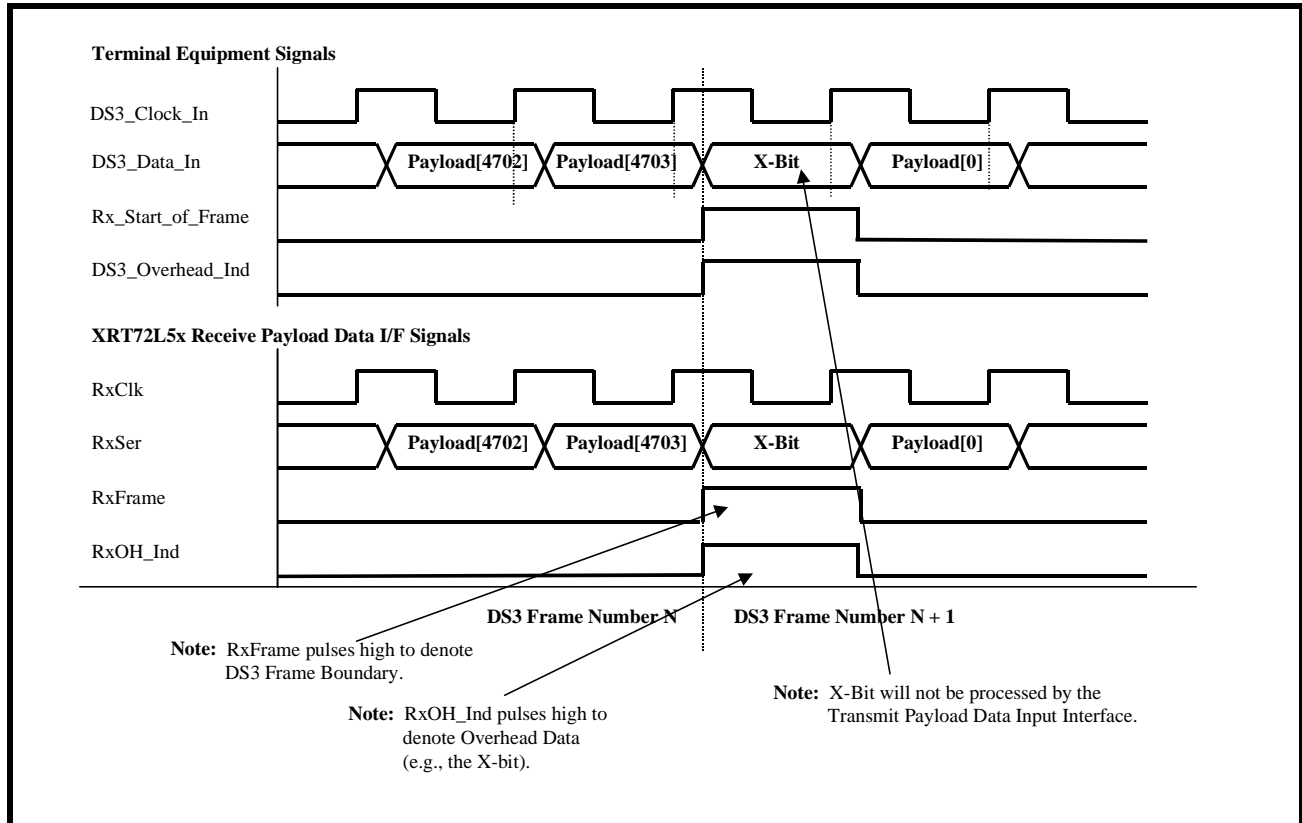 Terminal Equipment Signals
DS3_Clock_In
DS3_Data_In
Payload[4702]
Payload[4703]
X-Bit
Payload[0]
Rx_Start_of_Frame
DS3_Overhead_Ind
XRT72L5x Receive Payload Data I/F Signals
RxClk
RxSer
Payload[4702]
Payload[4703]
X-Bit
Payload[0]
RxFrame
RxOH_Ind
DS3 Frame Number N
DS3 Frame Number N + 1
Note: RxFrame pulses high to denote
DS3 Frame Boundary.
Note: RxOH_Ind pulses high to
denote Overhead Data
(e.g., the X-bit).
Note: X-Bit will not be processed by the
Transmit Payload Data Input Interface.